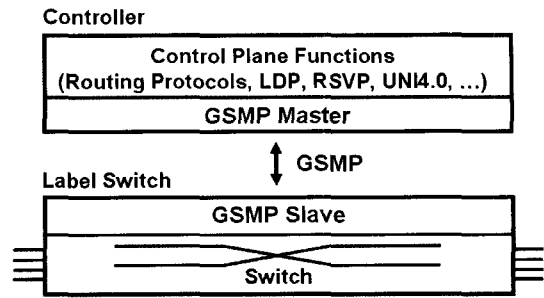 Controller
Control Plane Functions
(Routing Protocols, LDP, RSVP, UNI4.0, ...)
GSMP Master
GSMP
Label Switch
GSMP Slave
Switch